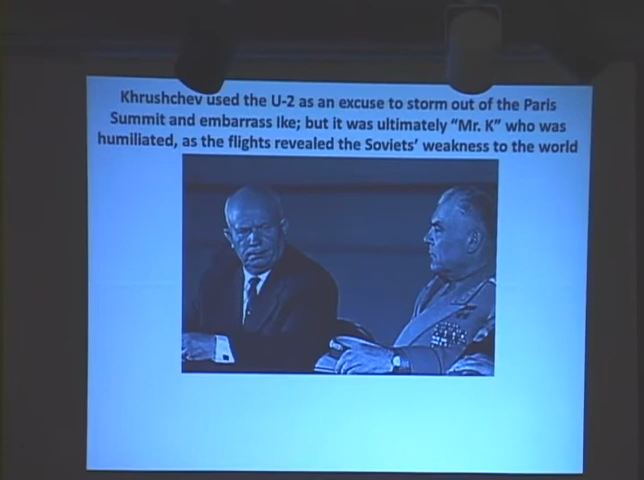 Khrushchev used the U-2 as an excuse to storm out of the Paris
Summit and embarrass Ike; but it was ultimately “Mr. K” who was
humiliated, as the flights revealed the Soviets’ weakness to the world